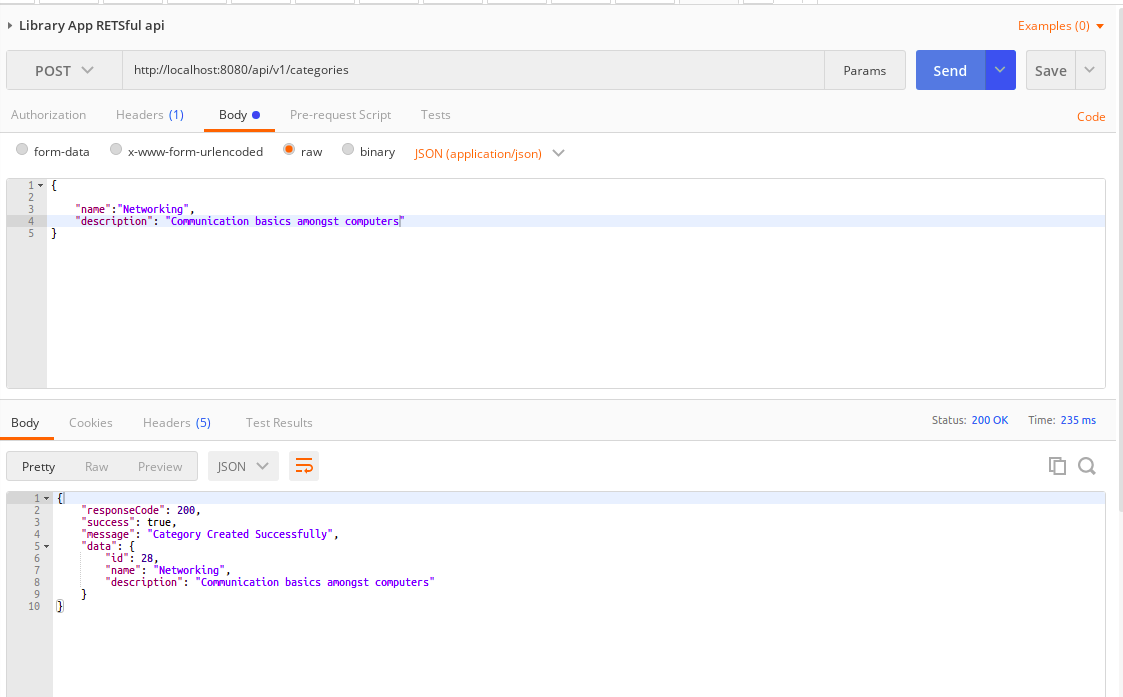 Library App RETSful api
Examples (0)
POST
http://localhost:8080/api/v1/categories
Params
Send
Save
Authorization
Headers (1)
Body
Pre-request Script
Tests
Code
form-data
x-www-form-urlencoded
raw
binary
JSON (application/json)
1 {
2
3 "name":"Networking",
4 "description": "Communication basics amongst computers"
5 }
Body
Cookies
Headers (5)
Test Results
Status: 200 OK
Time: 235 ms
Pretty
Raw
Preview
JSON
1 {
2 "responseCode": 200,
3 "success": true,
4 "message": "Category Created Successfully",
5 "data": {
6 "id": 28,
7 "name": "Networking",
8 "description": "Communication basics amongst computers"
9 }
10 }